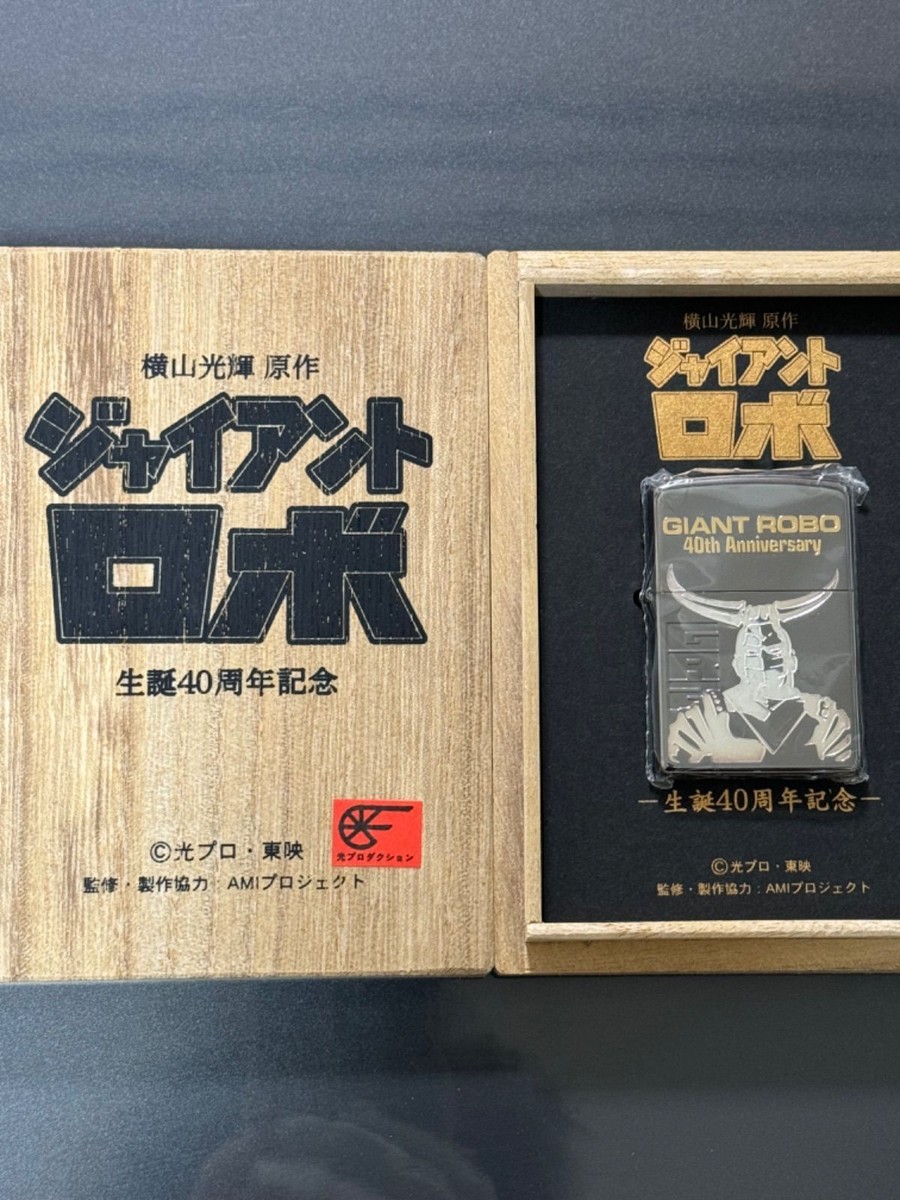 横山光輝 原作
ジャイアント
ロボ
生誕40周年記念
光プロダクション
©光プロ・東映
監修・製作協力：AMIプロジェクト
横山光輝 原作
ジャイアント
ロボ
GIANT ROBO
40th Anniversary
GR
生誕40周年記念
©光プロ・東映
監修・製作協力：AMIプロジェクト